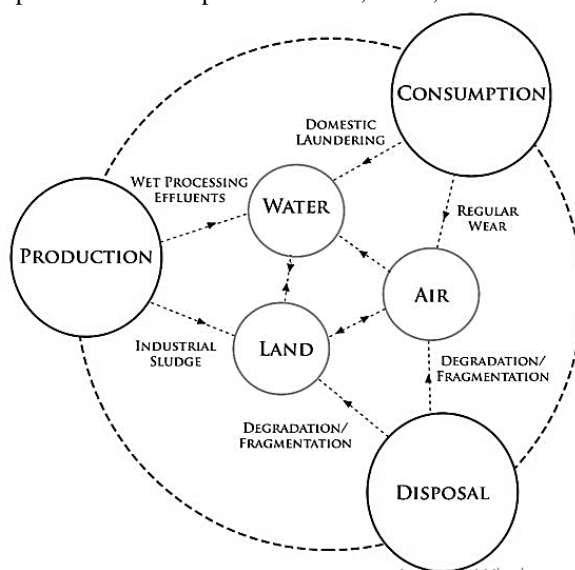 CONSUMPTION
DOMESTIC
LAUNDERING
WET PROCESSING
EFFLUENTS
WATER
REGULAR
WEAR
PRODUCTION
AIR
INDUSTRIAL
SLUDGE
LAND
DEGRADATION/
FRAGMENTATION
DEGRADATION/
FRAGMENTATION
DISPOSAL